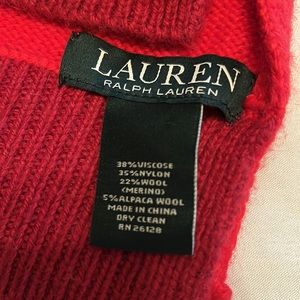 LAUREN
RALPH LAUREN
38%VISCOSE
35%NYLON
22%WOOL
(MERINO)
5%ALPACA WOOL
MADE IN CHINA
DRY CLEAN
RN 26128